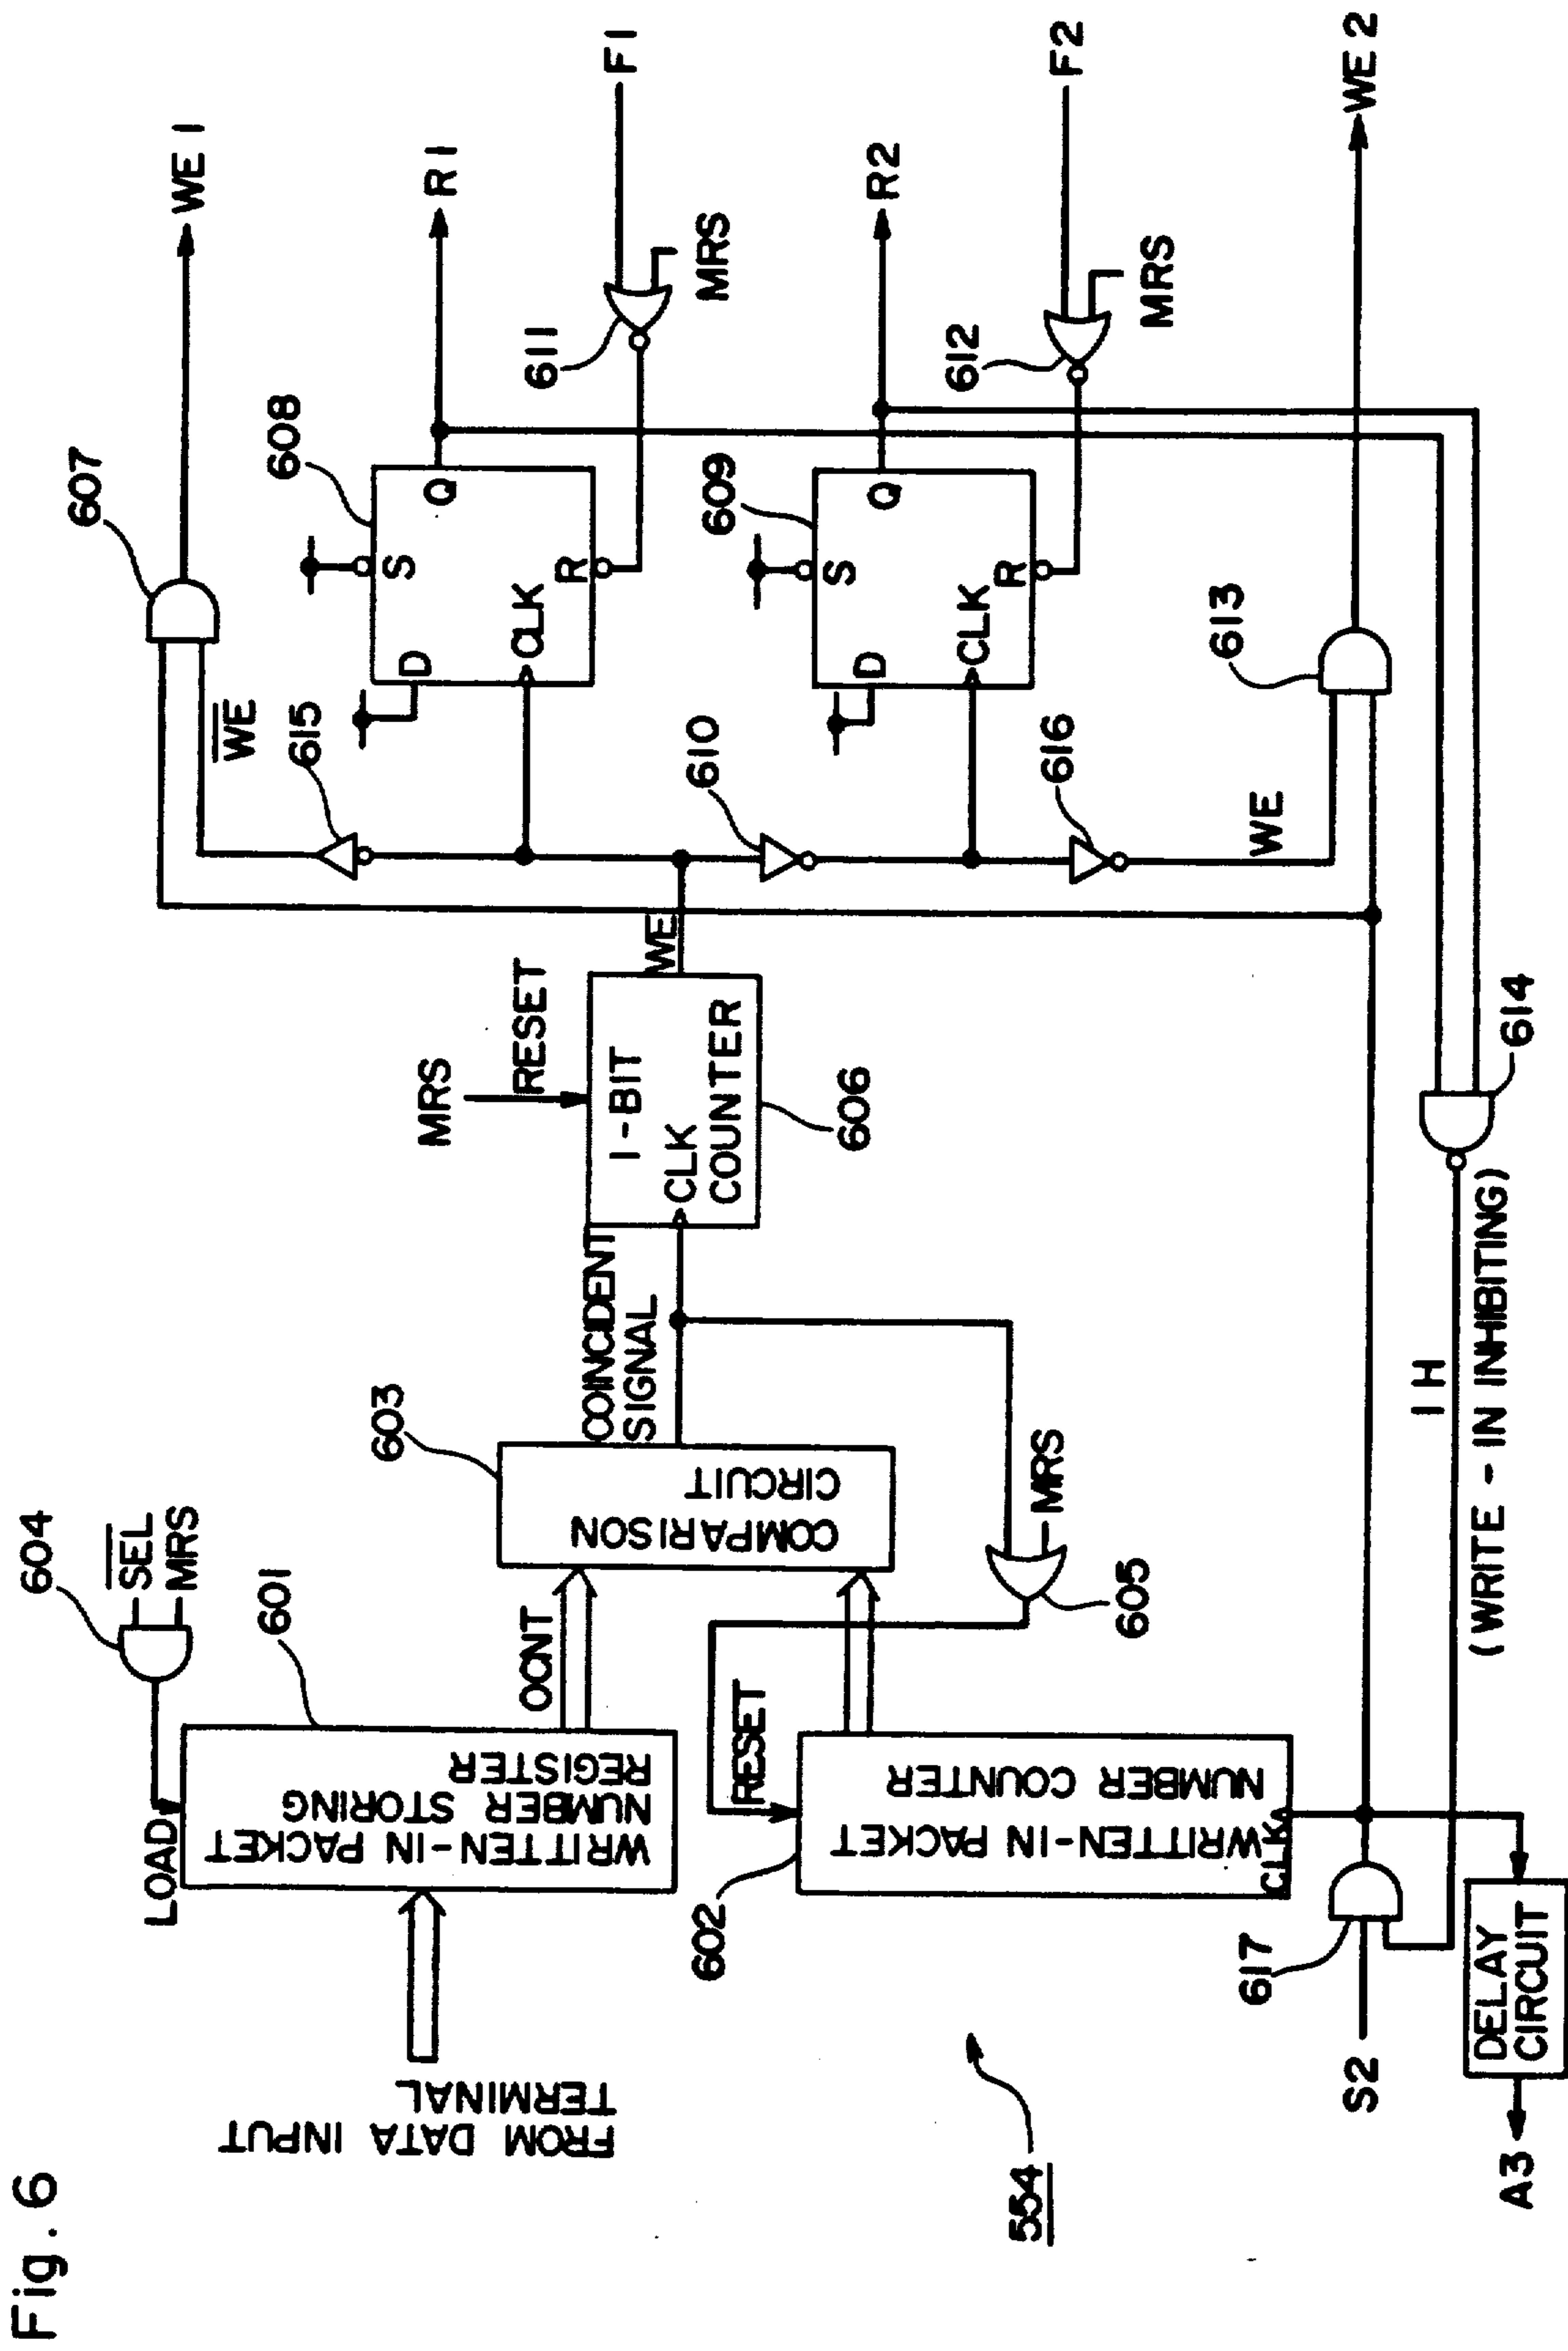 Fig. 6
FROM DATA INPUT
TERMINAL
LOAD
604
SEL
MRS
601
WRITTEN-IN PACKET
NUMBER STORING
REGISTER
OCNT
603
COMPARISON
CIRCUIT
COINCIDENT
SIGNAL
MRS
RESET
1-BIT
CLK
COUNTER
606
WE
607
WE
615
WE 1
608
D
S
Q
CLK
R
R1
611
F1
MRS
610
609
D
S
Q
CLK
R
R2
612
F2
MRS
616
WE
613
WE 2
554
602
RESET
WRITTEN-IN PACKET
NUMBER COUNTER
CLK
605
MRS
S2
617
IH
(WRITE - IN INHIBITING)
614
A3
DELAY
CIRCUIT